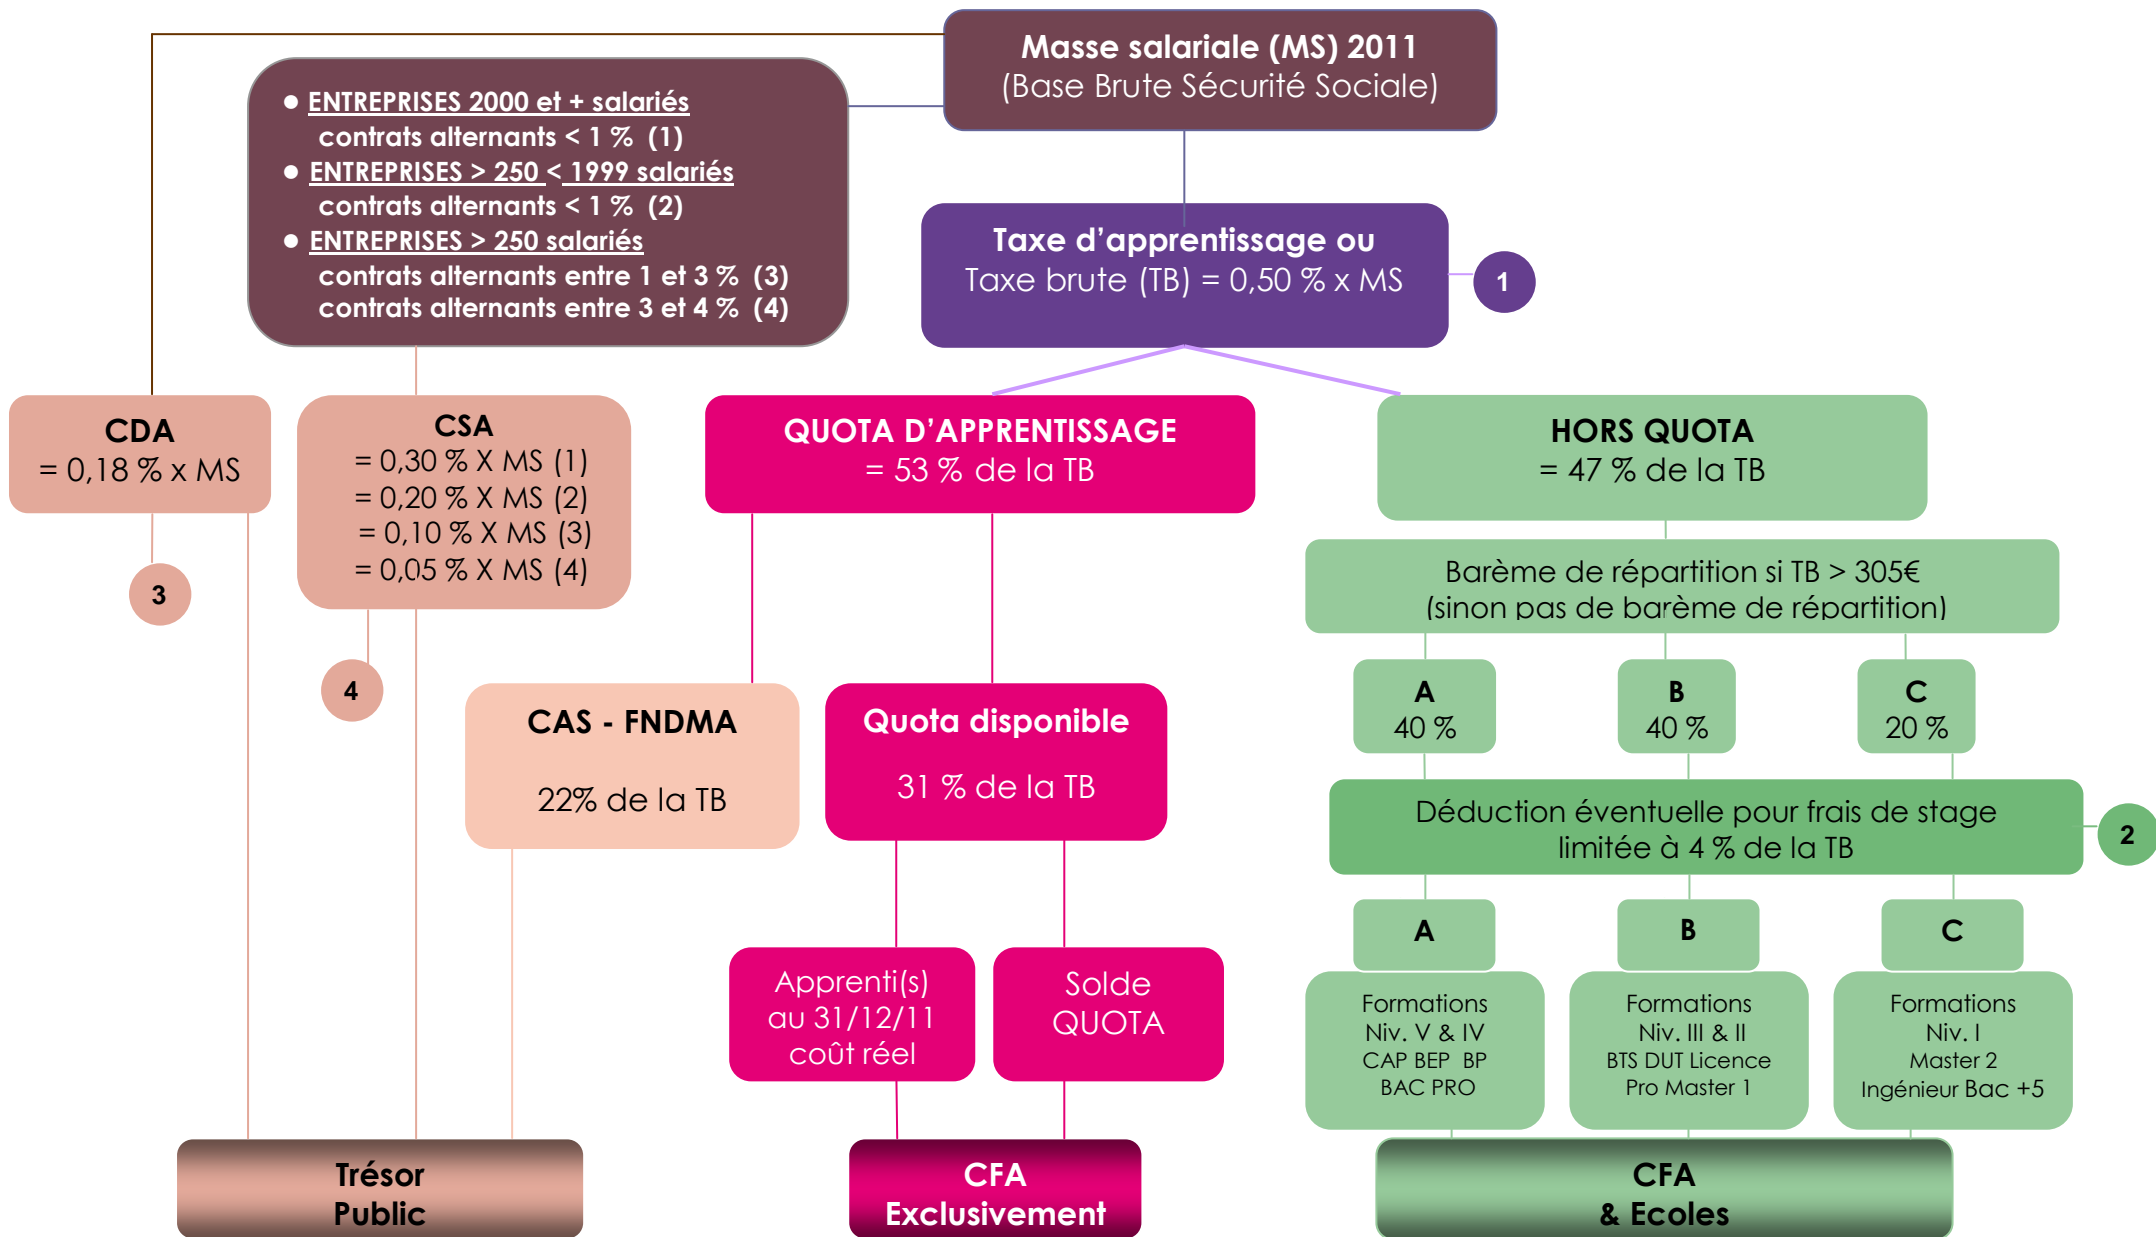 Masse salariale (MS) 2011
(Base Brute Sécurité Sociale)
● ENTREPRISES 2000 et + salariés
contrats alternants < 1 % (1)
● ENTREPRISES > 250 < 1999 salariés
contrats alternants < 1 % (2)
● ENTREPRISES > 250 salariés
contrats alternants entre 1 et 3 % (3)
contrats alternants entre 3 et 4 % (4)
Taxe d'apprentissage ou
Taxe brute (TB) = 0,50 % x MS
1
CDA
= 0,18 % x MS
3
CSA
= 0,30 % X MS (1)
= 0,20 % X MS (2)
= 0,10 % X MS (3)
= 0,05 % X MS (4)
4
QUOTA D'APPRENTISSAGE
= 53 % de la TB
HORS QUOTA
= 47 % de la TB
Barème de répartition si TB > 305€
(sinon pas de barème de répartition)
A
40 %
B
40 %
C
20 %
CAS - FNDMA
22% de la TB
Quota disponible
31 % de la TB
Déduction éventuelle pour frais de stage
limitée à 4 % de la TB
2
A
B
C
Apprenti(s)
au 31/12/11
coût réel
Solde
QUOTA
Formations
Niv. V & IV
CAP BEP BP
BAC PRO
Formations
Niv. III & II
BTS DUT Licence
Pro Master 1
Formations
Niv. I
Master 2
Ingénieur Bac +5
Trésor
Public
CFA
Exclusivement
CFA
& Ecoles